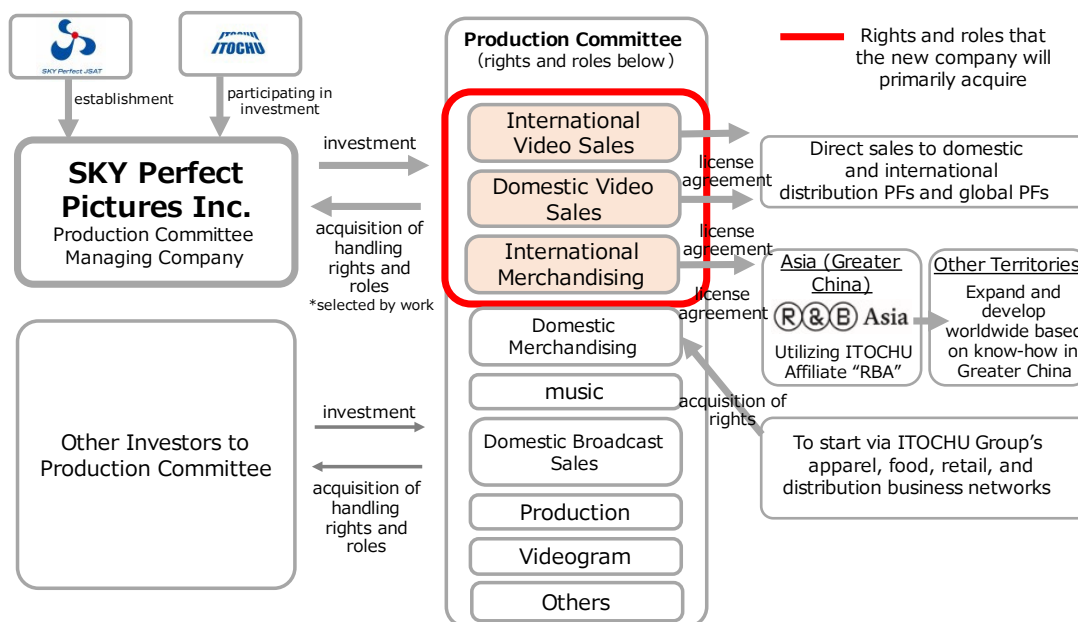 SKY Perfect JSAT
ITOCHU
establishment
participating in
investment
SKY Perfect
Pictures Inc.
Production Committee
Managing Company
investment
acquisition of
handling
rights and
roles
*selected by work
Other Investors to
Production Committee
investment
acquisition of
handling
rights and
roles
Production Committee
(rights and roles below)
International
Video Sales
Domestic Video
Sales
International
Merchandising
Domestic
Merchandising
music
Domestic Broadcast
Sales
Production
Videogram
Others
Rights and roles that
the new company will
primarily acquire
license
agreement
Direct sales to domestic
and international
distribution PFs and global PFs
license
agreement
license
agreement
Asia (Greater
China)
R&B Asia
Utilizing ITOCHU
Affiliate “RBA”
Other Territories
Expand and
develop
worldwide based
on know-how in
Greater China
acquisition of
rights
To start via ITOCHU Group’s
apparel, food, retail, and
distribution business networks